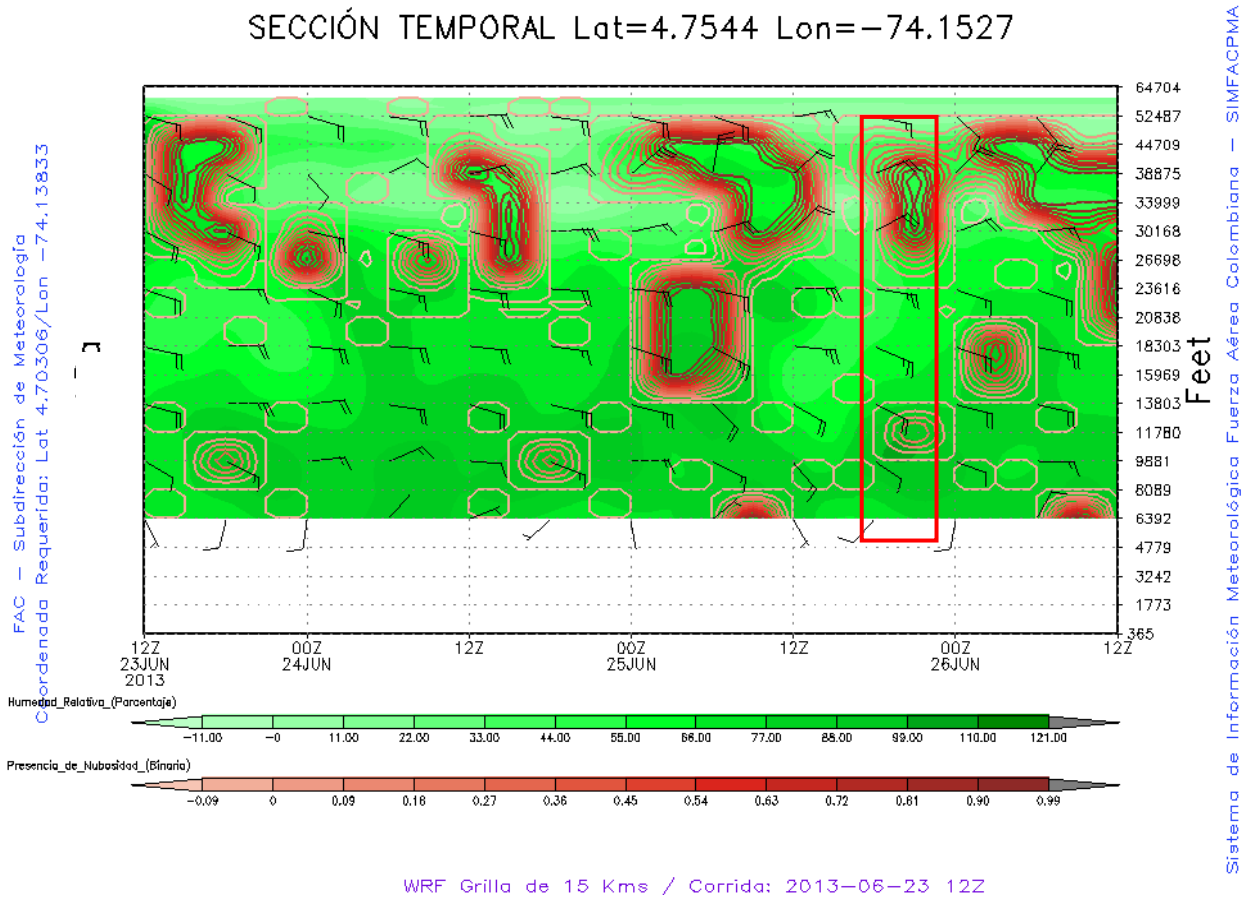 SECCIÓN TEMPORAL Lat=4.7544 Lon=−74.1527
FAC − Subdirección de Meteorología
Coordenada Requerida: Lat 4.70306/Lon −74.13833
64704
52487
44709
38875
33999
30168
26698
23616
20838
18303
15969
13803
11780
9881
8089
6392
4779
3242
1773
365
Feet
Sistema de Información Meteorológica Fuerza Aérea Colombiana − SIMFACPMA
12Z 00Z 12Z 00Z 12Z 00Z 12Z
23JUN 24JUN 25JUN 26JUN
2013
Humedad_Relativa_(Porcentaje)
−11.00 −0 11.00 22.00 33.00 44.00 55.00 66.00 77.00 88.00 99.00 110.00 121.00
Presencia_de_Nubosidad_(Binaria)
−0.09 0 0.09 0.18 0.27 0.36 0.45 0.54 0.63 0.72 0.81 0.90 0.99
WRF Grilla de 15 Kms / Corrida: 2013−06−23 12Z